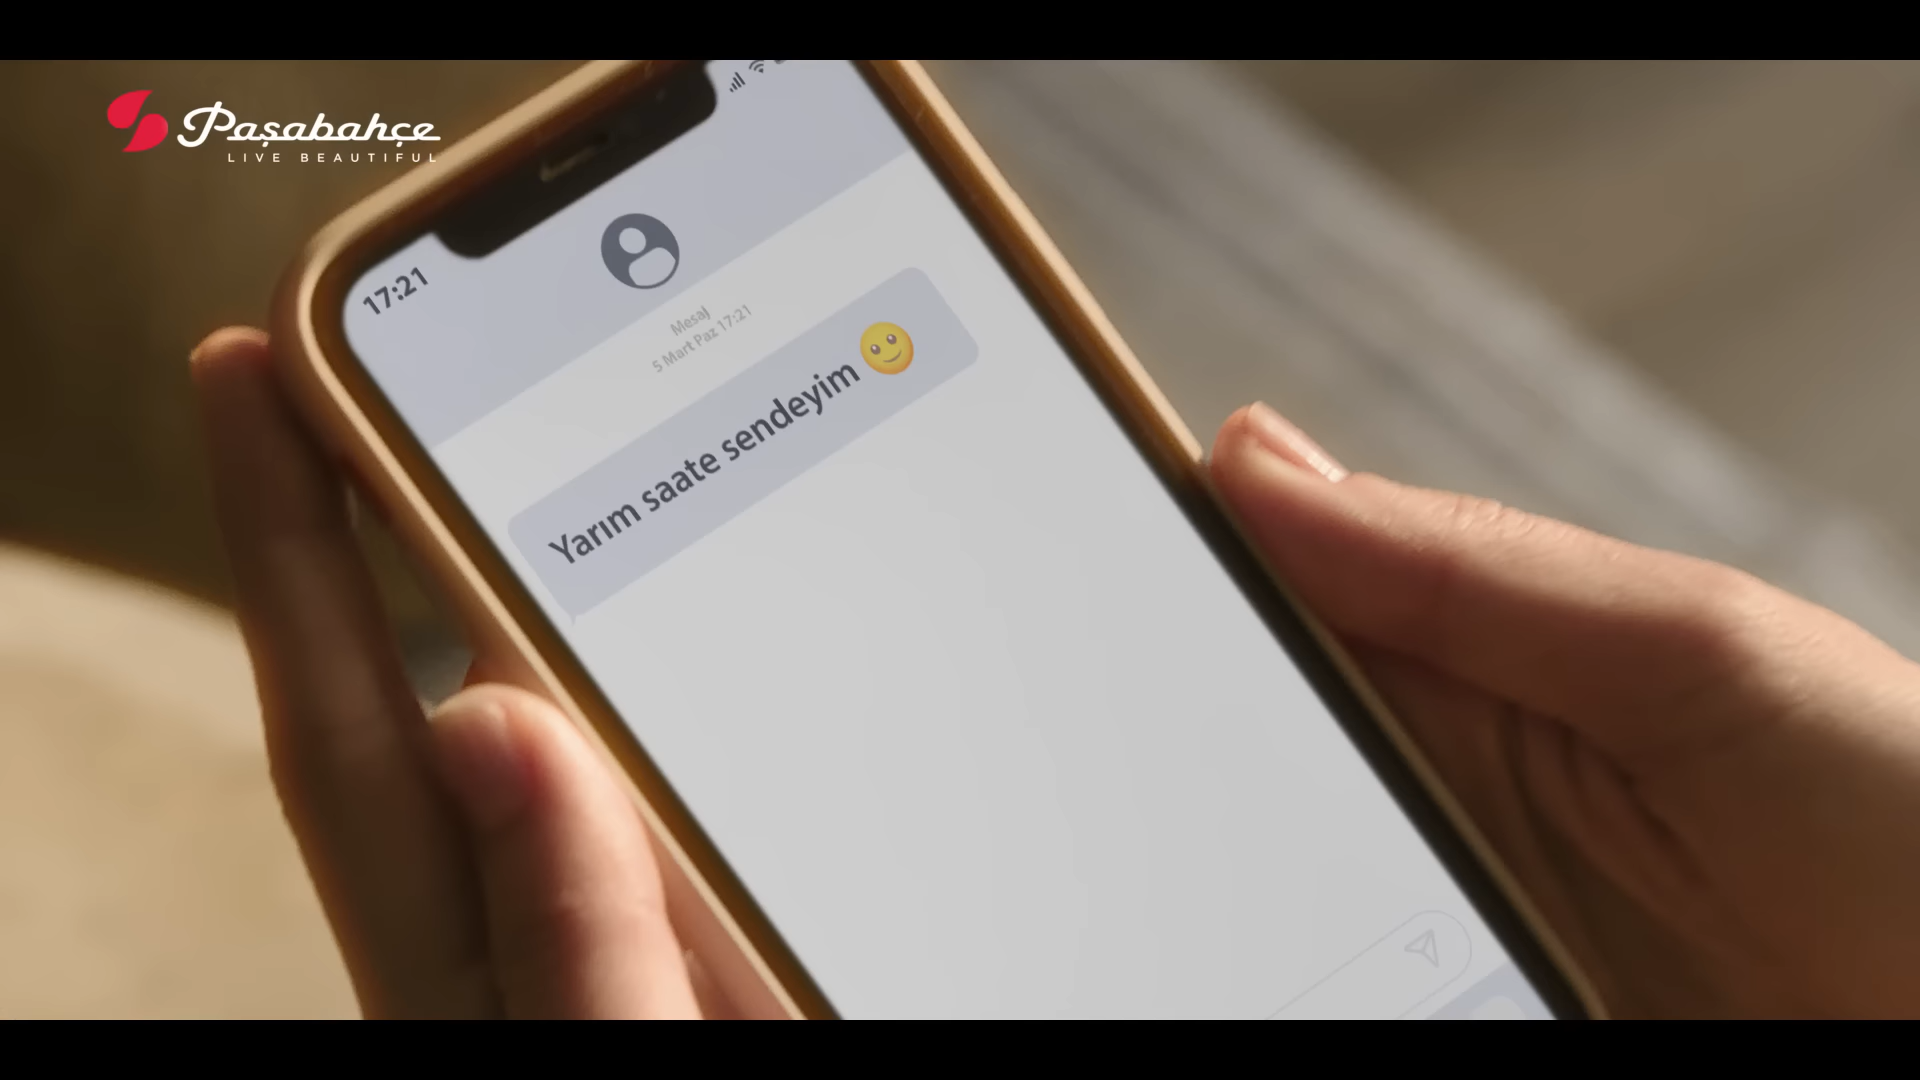 Paşabahçe
LIVE BEAUTIFUL
17:21
Mesaj
5 Mart Paz 17:21
Yarım saate sendeyim 🙂